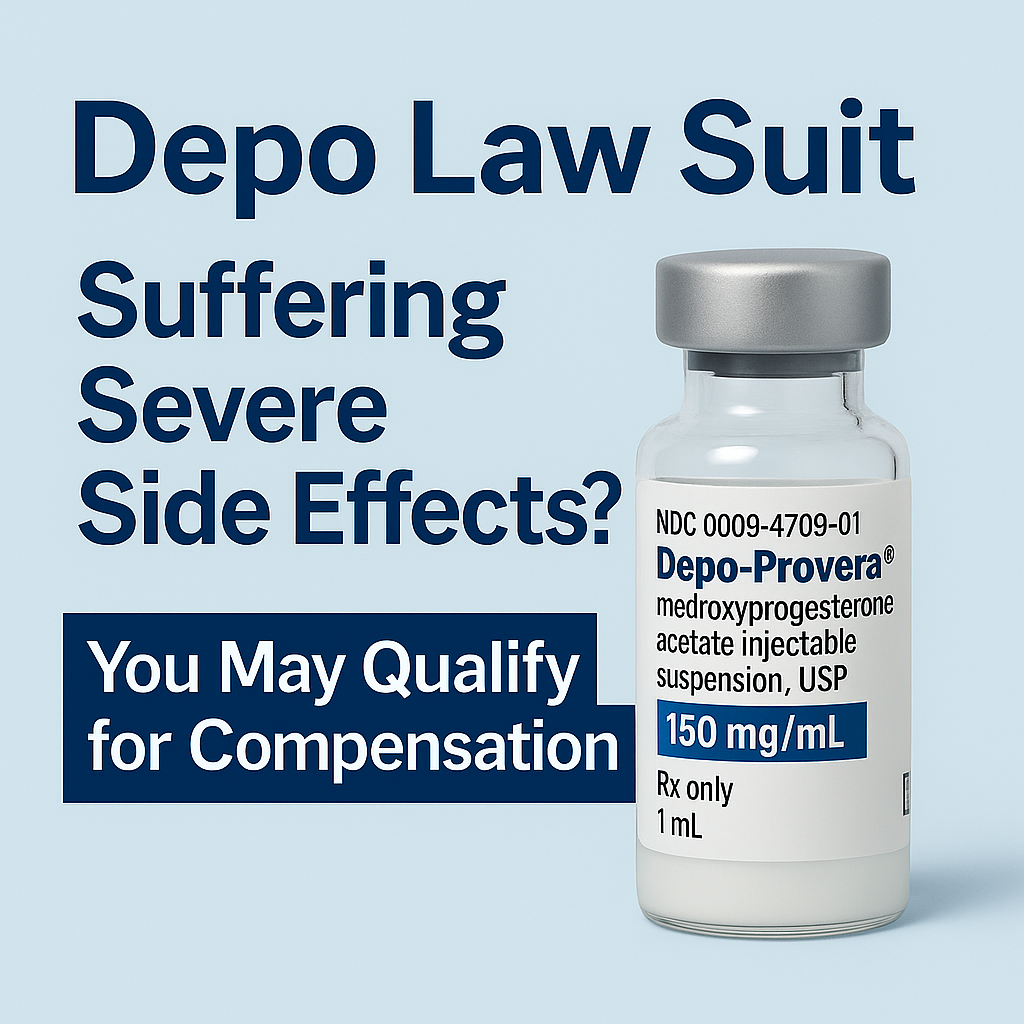 Depo Law Suit
Suffering
Severe
Side Effects?
You May Qualify
for Compensation
NDC 0009-4709-01
Depo-Provera®
medroxyprogesterone
acetate injectable
suspension, USP
150 mg/mL
Rx only
1 mL